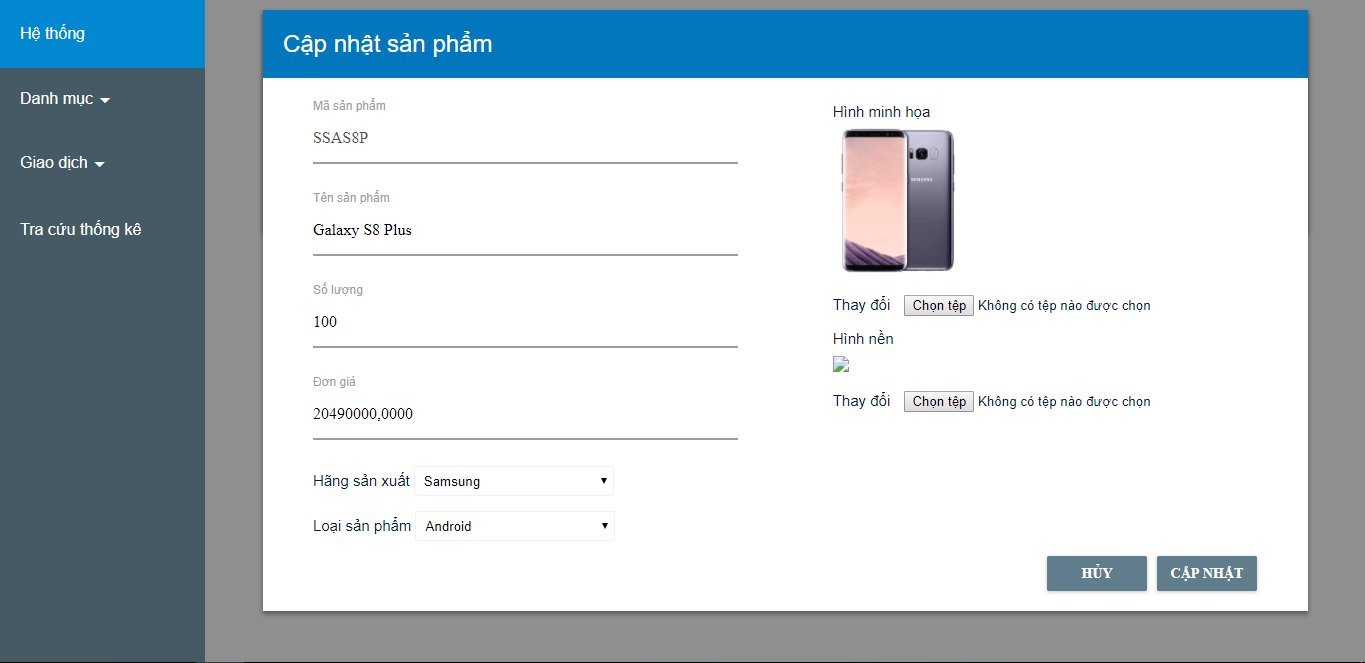 Hệ thống
Danh mục
Giao dịch
Tra cứu thống kê
Cập nhật sản phẩm
Mã sản phẩm
SSAS8P
Tên sản phẩm
Galaxy S8 Plus
Số lượng
100
Đơn giá
20490000,0000
Hãng sản xuất Samsung
Loại sản phẩm Android
Hình minh họa
SAMSUNG
Thay đổi Chọn tệp Không có tệp nào được chọn
Hình nền
Thay đổi Chọn tệp Không có tệp nào được chọn
HỦY CẬP NHẬT